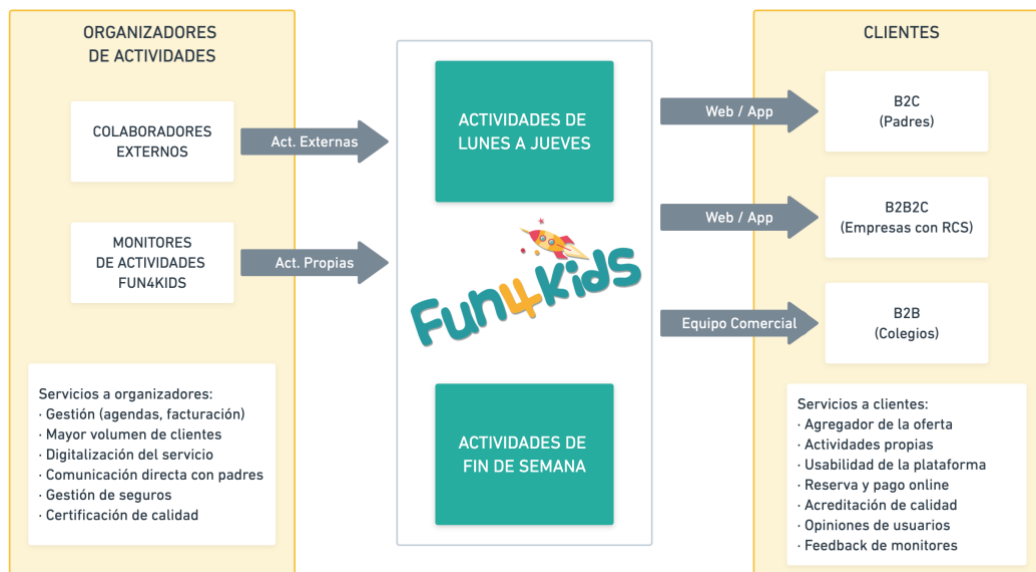 ORGANIZADORES
DE ACTIVIDADES
COLABORADORES
EXTERNOS
Act. Externas
MONITORES
DE ACTIVIDADES
FUN4KIDS
Act. Propias
Servicios a organizadores:
· Gestión (agendas, facturación)
· Mayor volumen de clientes
· Digitalización del servicio
· Comunicación directa con padres
· Gestión de seguros
· Certificación de calidad
ACTIVIDADES DE
LUNES A JUEVES
Fun4Kids
ACTIVIDADES DE
FIN DE SEMANA
CLIENTES
Web / App
B2C
(Padres)
Web / App
B2B2C
(Empresas con RCS)
Equipo Comercial
B2B
(Colegios)
Servicios a clientes:
· Agregador de la oferta
· Actividades propias
· Usabilidad de la plataforma
· Reserva y pago online
· Acreditación de calidad
· Opiniones de usuarios
· Feedback de monitores